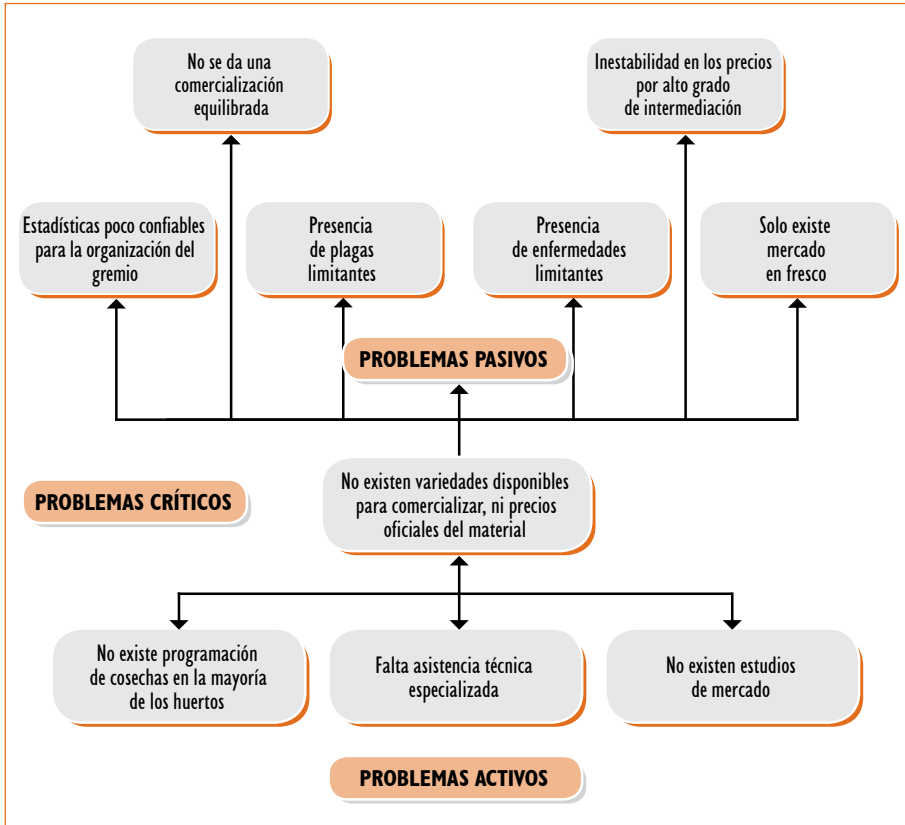 No se da una
comercialización
equilibrada
Inestabilidad en los precios
por alto grado
de intermediación
Estadísticas poco confiables
para la organización del
gremio
Presencia
de plagas
limitantes
Presencia
de enfermedades
limitantes
Solo existe
mercado
en fresco
PROBLEMAS PASIVOS
No existen variedades disponibles
para comercializar, ni precios
oficiales del material
PROBLEMAS CRÍTICOS
No existe programación
de cosechas en la mayoría
de los huertos
Falta asistencia técnica
especializada
No existen estudios
de mercado
PROBLEMAS ACTIVOS